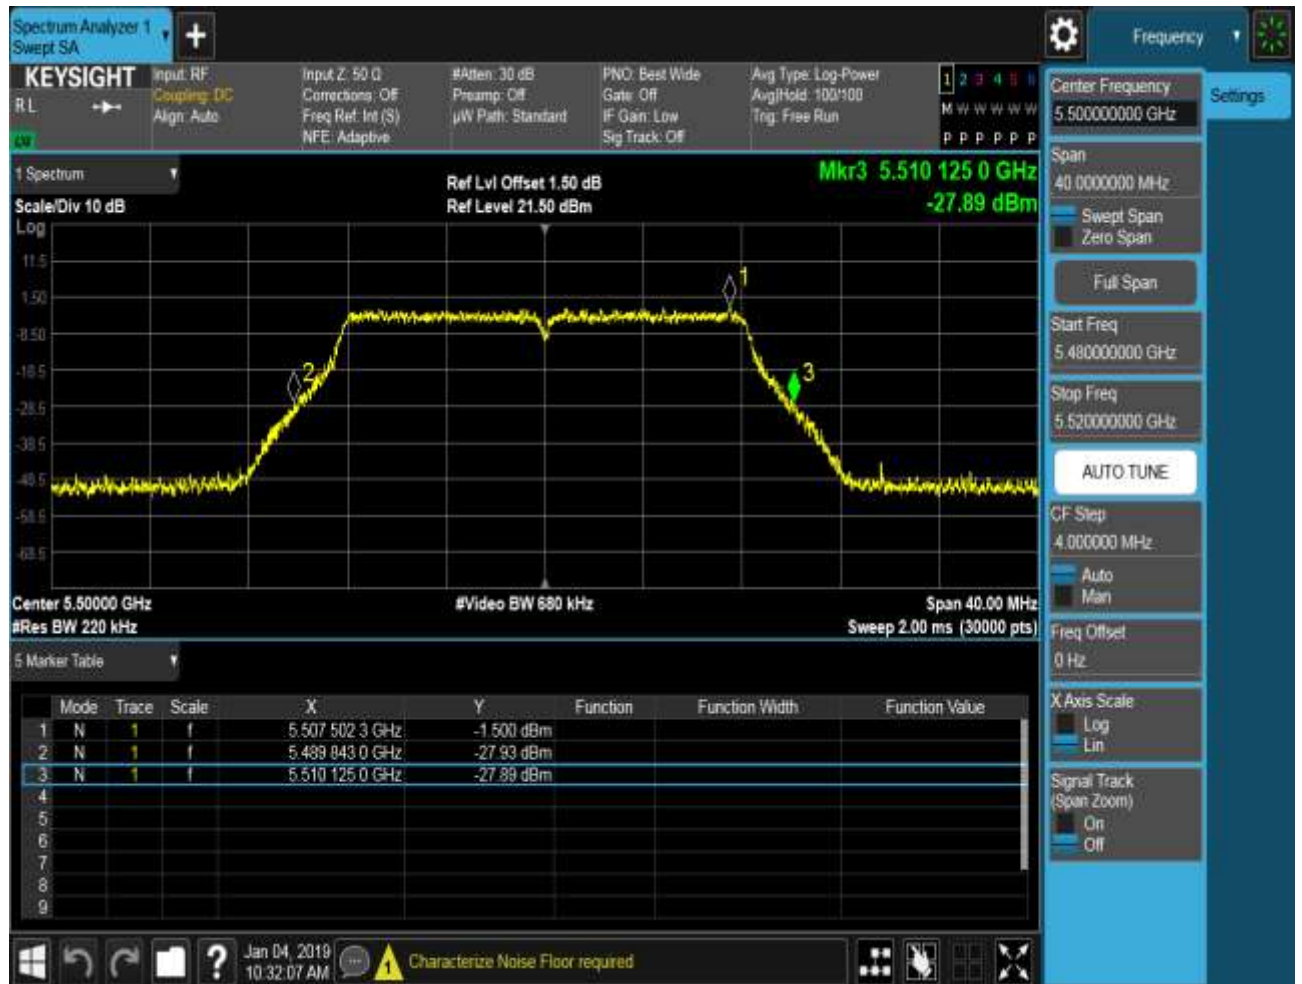 Spectrum Analyzer 1
Swept SA
+
Frequency
KEYSIGHT
R L
Input: RF
Coupling: DC
Align: Auto
Input Z: 50 Ω
Corrections: Off
Freq Ref: Int (S)
NFE: Adaptive
#Atten: 30 dB
Preamp: Off
µW Path: Standard
PNO: Best Wide
Gate: Off
IF Gain: Low
Sig Track: Off
Avg Type: Log-Power
Avg|Hold: 100/100
Trig: Free Run
1 2 3 4 5 6
M W W W W W
P P P P P P
Center Frequency
5.500000000 GHz
Settings
Span
40.0000000 MHz
Swept Span
Zero Span
Full Span
Start Freq
5.480000000 GHz
Stop Freq
5.520000000 GHz
AUTO TUNE
CF Step
4.000000 MHz
Auto
Man
Freq Offset
0 Hz
X Axis Scale
Log
Lin
Signal Track
(Span Zoom)
On
Off
1 Spectrum
Scale/Div 10 dB
Log
Ref Lvl Offset 1.50 dB
Ref Level 21.50 dBm
Mkr3 5.510 125 0 GHz
-27.89 dBm
11.5
1.50
-8.50
-18.5
-28.5
-38.5
-48.5
-58.5
-68.5
1
2
3
Center 5.50000 GHz
#Res BW 220 kHz
#Video BW 680 kHz
Span 40.00 MHz
Sweep 2.00 ms (30000 pts)
5 Marker Table
Mode Trace Scale X Y Function Function Width Function Value
1 N 1 f 5.507 502 3 GHz -1.500 dBm
2 N 1 f 5.489 843 0 GHz -27.93 dBm
3 N 1 f 5.510 125 0 GHz -27.89 dBm
4
5
6
7
8
9
?
Jan 04, 2019
10:32:07 AM
1
Characterize Noise Floor required